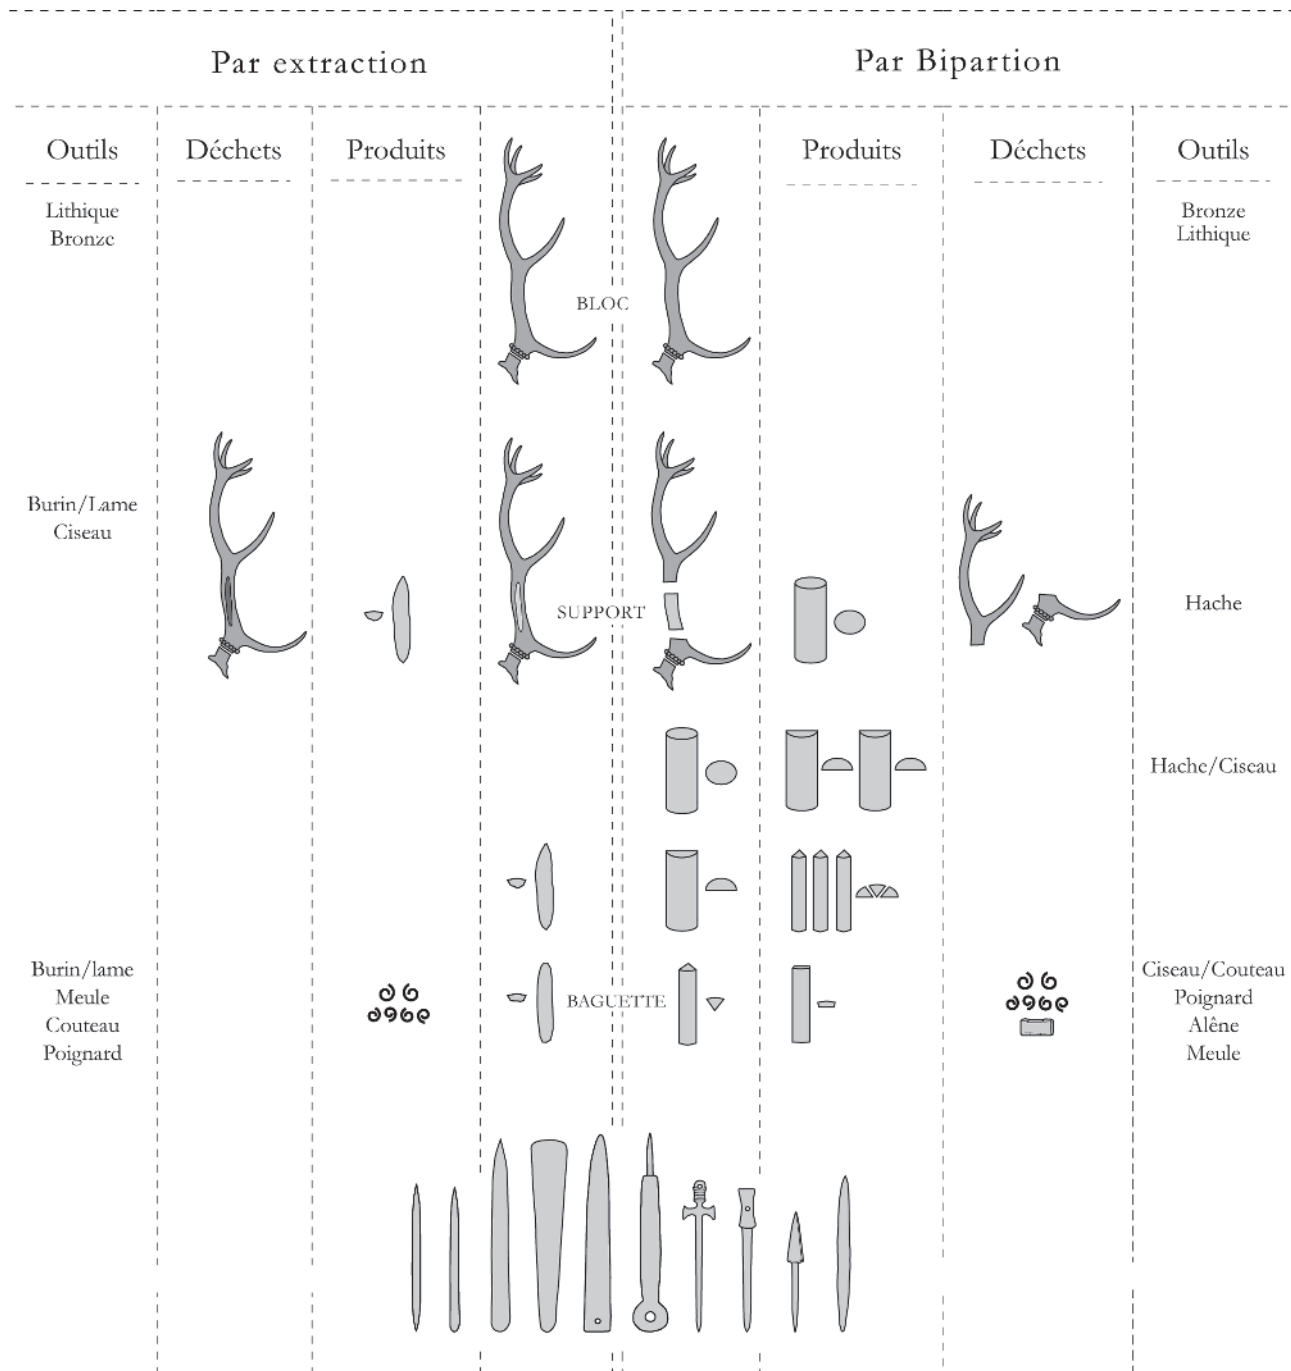 Par extraction
Par Bipartion
Outils
Déchets
Produits
Produits
Déchets
Outils
Lithique
Bronze
Bronze
Lithique
BLOC
Burin/Lame
Ciseau
SUPPORT
Hache
Hache/Ciseau
Burin/lame
Meule
Couteau
Poignard
BAGUETTE
Ciseau/Couteau
Poignard
Alêne
Meule